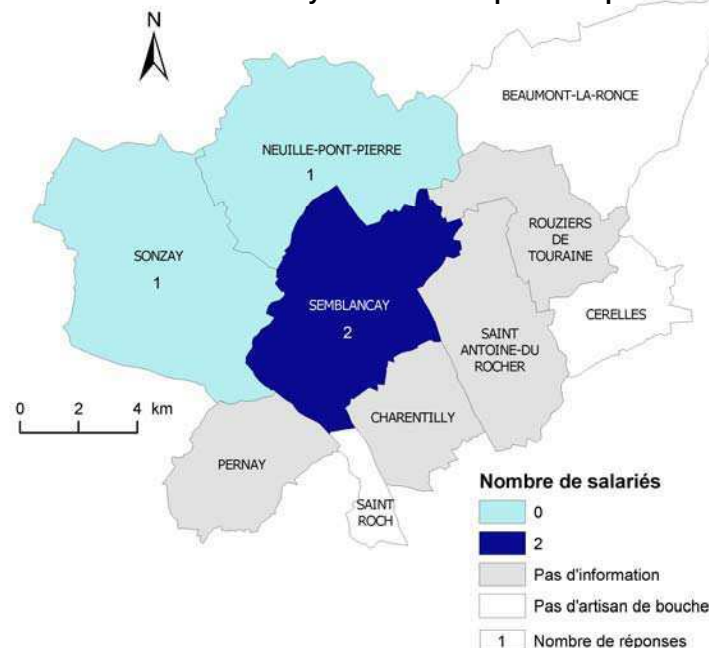 N
BEAUMONT-LA-RONCE
NEUILLE-PONT-PIERRE
1
ROUZIERS
DE
TOURAINE
SONZAY
1
SEMBLANCAY
2
CERELLES
SAINT
ANTOINE-DU
ROCHER
0 2 4 km
CHARENTILLY
PERNAY
SAINT
ROCH
Nombre de salariés
0
2
Pas d'information
Pas d'artisan de bouche
1 Nombre de réponses